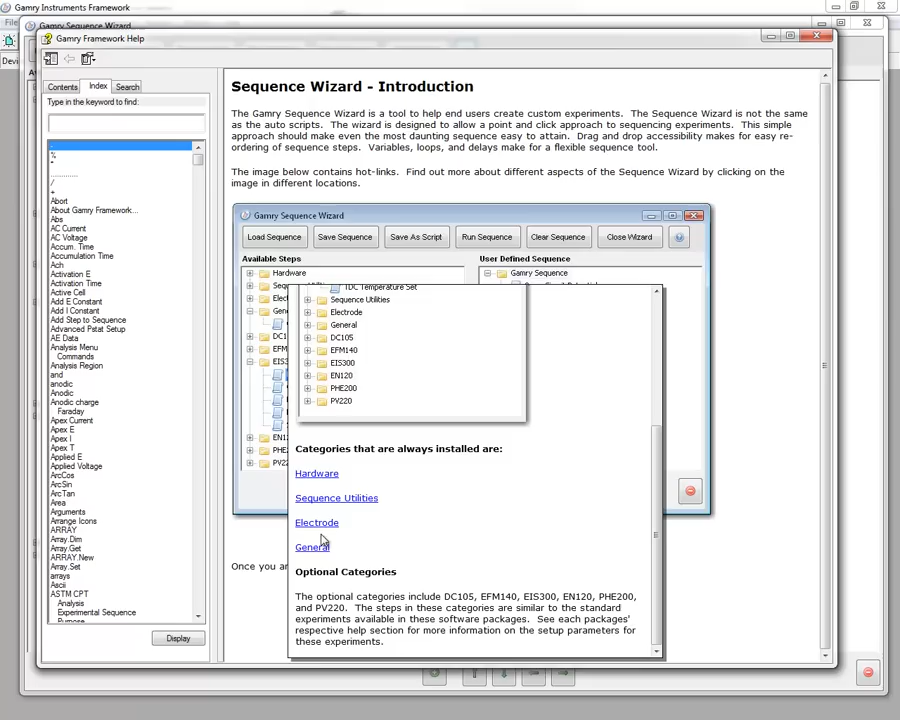 Gamry Instruments Framework
Gamry Sequence Wizard
Gamry Framework Help
Contents
Index
Search
Type in the keyword to find:
-
%
*
............
/
+
Abort
About Gamry Framework...
Abs
AC Current
AC Voltage
Accum. Time
Accumulation Time
Ach
Activation E
Activation Time
Active Cell
Add E Constant
Add I Constant
Add Step to Sequence
Advanced Pstat Setup
AE Data
Analysis Menu
Commands
Analysis Region
and
anodic
Anodic
Anodic charge
Faraday
Apex Current
Apex E
Apex I
Apex T
Applied E
Applied Voltage
ArcCos
ArcSin
ArcTan
Area
Arguments
Arrange Icons
ARRAY
Array.Dim
Array.Get
ARRAY.New
Array.Set
arrays
Ascii
ASTM CPT
Analysis
Experimental Sequence
Purpose
Display
Sequence Wizard - Introduction
The Gamry Sequence Wizard is a tool to help end users create custom experiments. The Sequence Wizard is not the same
as the auto scripts. The wizard is designed to allow a point and click approach to sequencing experiments. This simple
approach should make even the most daunting sequence easy to attain. Drag and drop accessibility makes for easy re-
ordering of sequence steps. Variables, loops, and delays make for a flexible sequence tool.
The image below contains hot-links. Find out more about different aspects of the Sequence Wizard by clicking on the
image in different locations.
Gamry Sequence Wizard
Load Sequence
Save Sequence
Save As Script
Run Sequence
Clear Sequence
Close Wizard
Available Steps
User Defined Sequence
Hardware
Gamry Sequence
TDC Temperature Set
Sequence Utilities
Electrode
General
DC105
EFM140
EIS300
EN120
PHE200
PV220
Categories that are always installed are:
Hardware
Sequence Utilities
Electrode
General
Optional Categories
The optional categories include DC105, EFM140, EIS300, EN120, PHE200,
and PV220. The steps in these categories are similar to the standard
experiments available in these software packages. See each packages'
respective help section for more information on the setup parameters for
these experiments.
Once you